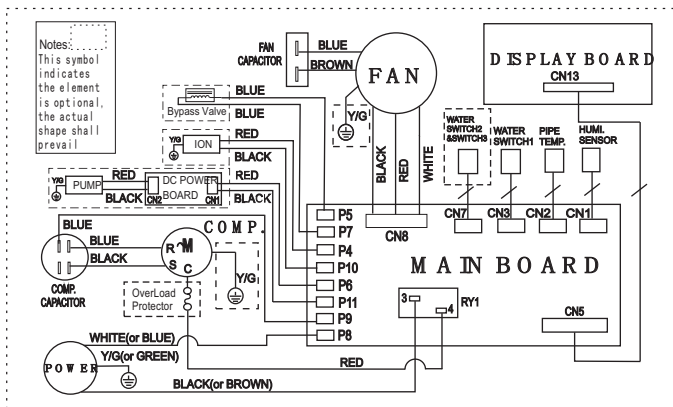 Notes:
This symbol
indicates
the element
is optional,
the actual
shape shall
prevail
FAN
CAPACITOR
BLUE
BROWN
FAN
Y/G
BLACK
RED
WHITE
DISPLAY BOARD
CN13
BLUE
BLUE
Bypass Valve
Y/G
ION
RED
BLACK
Y/G
PUMP
RED
BLACK
CN2
DC POWER
BOARD
CN1
RED
BLACK
WATER
SWITCH2
&SWITCH3
WATER
SWITCH1
PIPE
TEMP.
HUMI.
SENSOR
CN7
CN3
CN2
CN1
CN8
P5
P7
P4
P10
P6
P11
P9
P8
MAIN BOARD
3
4
RY1
CN5
BLUE
BLUE
BLACK
COMP.
CAPACITOR
COMP.
R
M
S
C
Y/G
OverLoad
Protector
WHITE(or BLUE)
Y/G(or GREEN)
POWER
BLACK(or BROWN)
RED